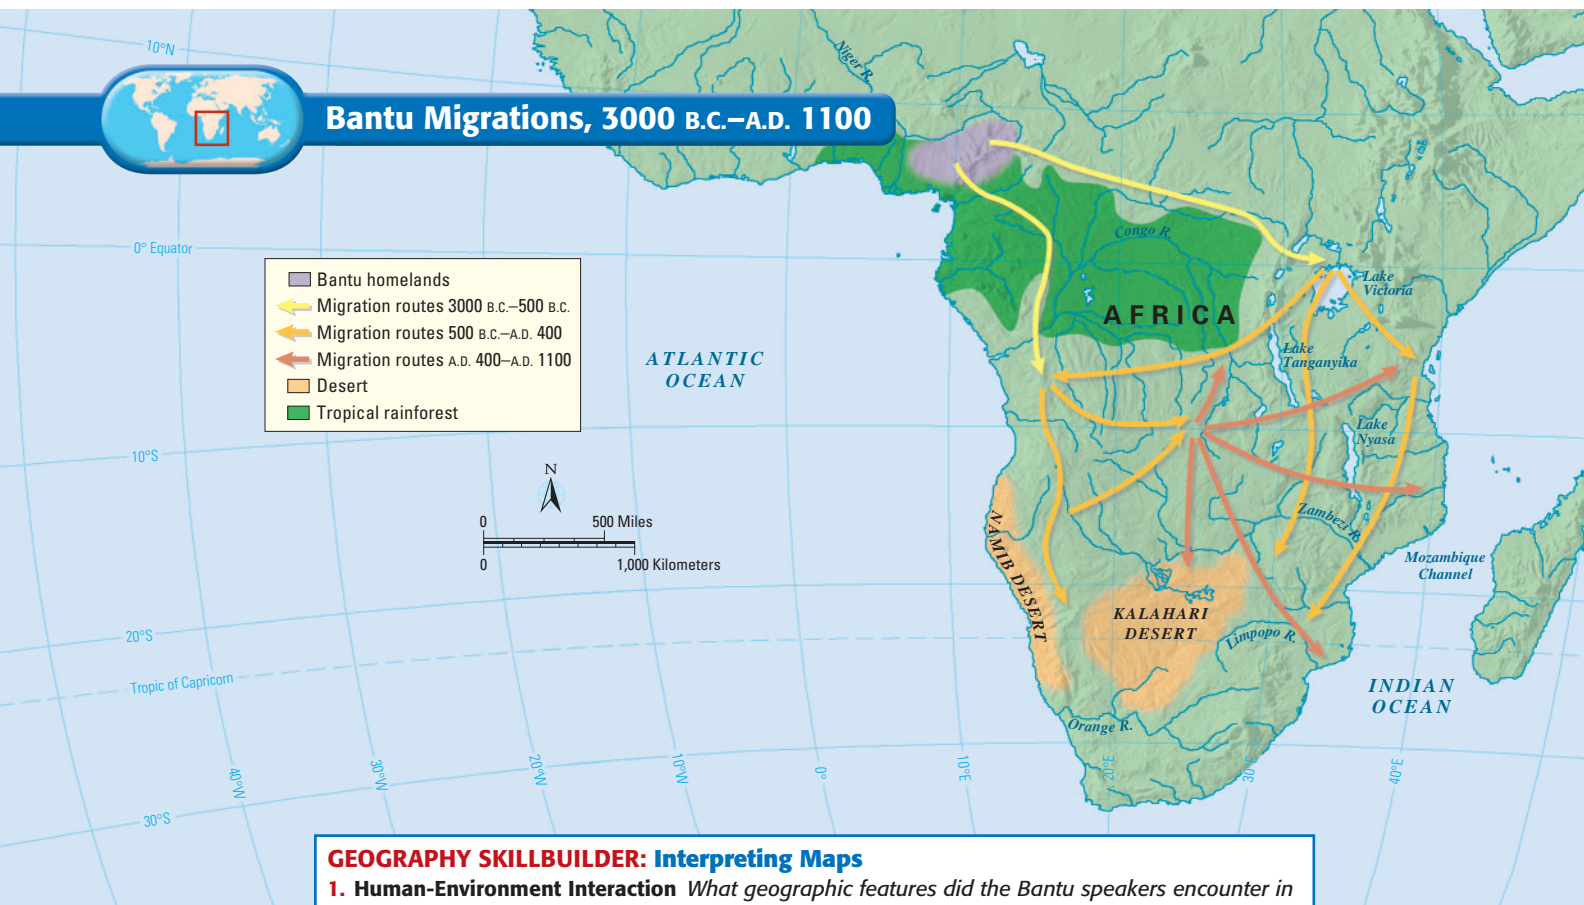 10°N
Niger R.
Bantu Migrations, 3000 B.C.–A.D. 1100
0° Equator
Congo R.
Bantu homelands
Migration routes 3000 B.C.–500 B.C.
Migration routes 500 B.C.–A.D. 400
Migration routes A.D. 400–A.D. 1100
Desert
Tropical rainforest
Lake
Victoria
AFRICA
ATLANTIC
OCEAN
Lake
Tanganyika
Lake
Nyasa
10°S
N
0
500 Miles
0
1,000 Kilometers
Zambezi R.
NAMIB DESERT
Mozambique
Channel
KALAHARI
DESERT
Limpopo R.
20°S
Tropic of Capricorn
INDIAN
OCEAN
Orange R.
40°W
30°W
20°W
10°W
0°
10°E
20°E
30°E
40°E
30°S
GEOGRAPHY SKILLBUILDER: Interpreting Maps
1. Human-Environment Interaction What geographic features did the Bantu speakers encounter in